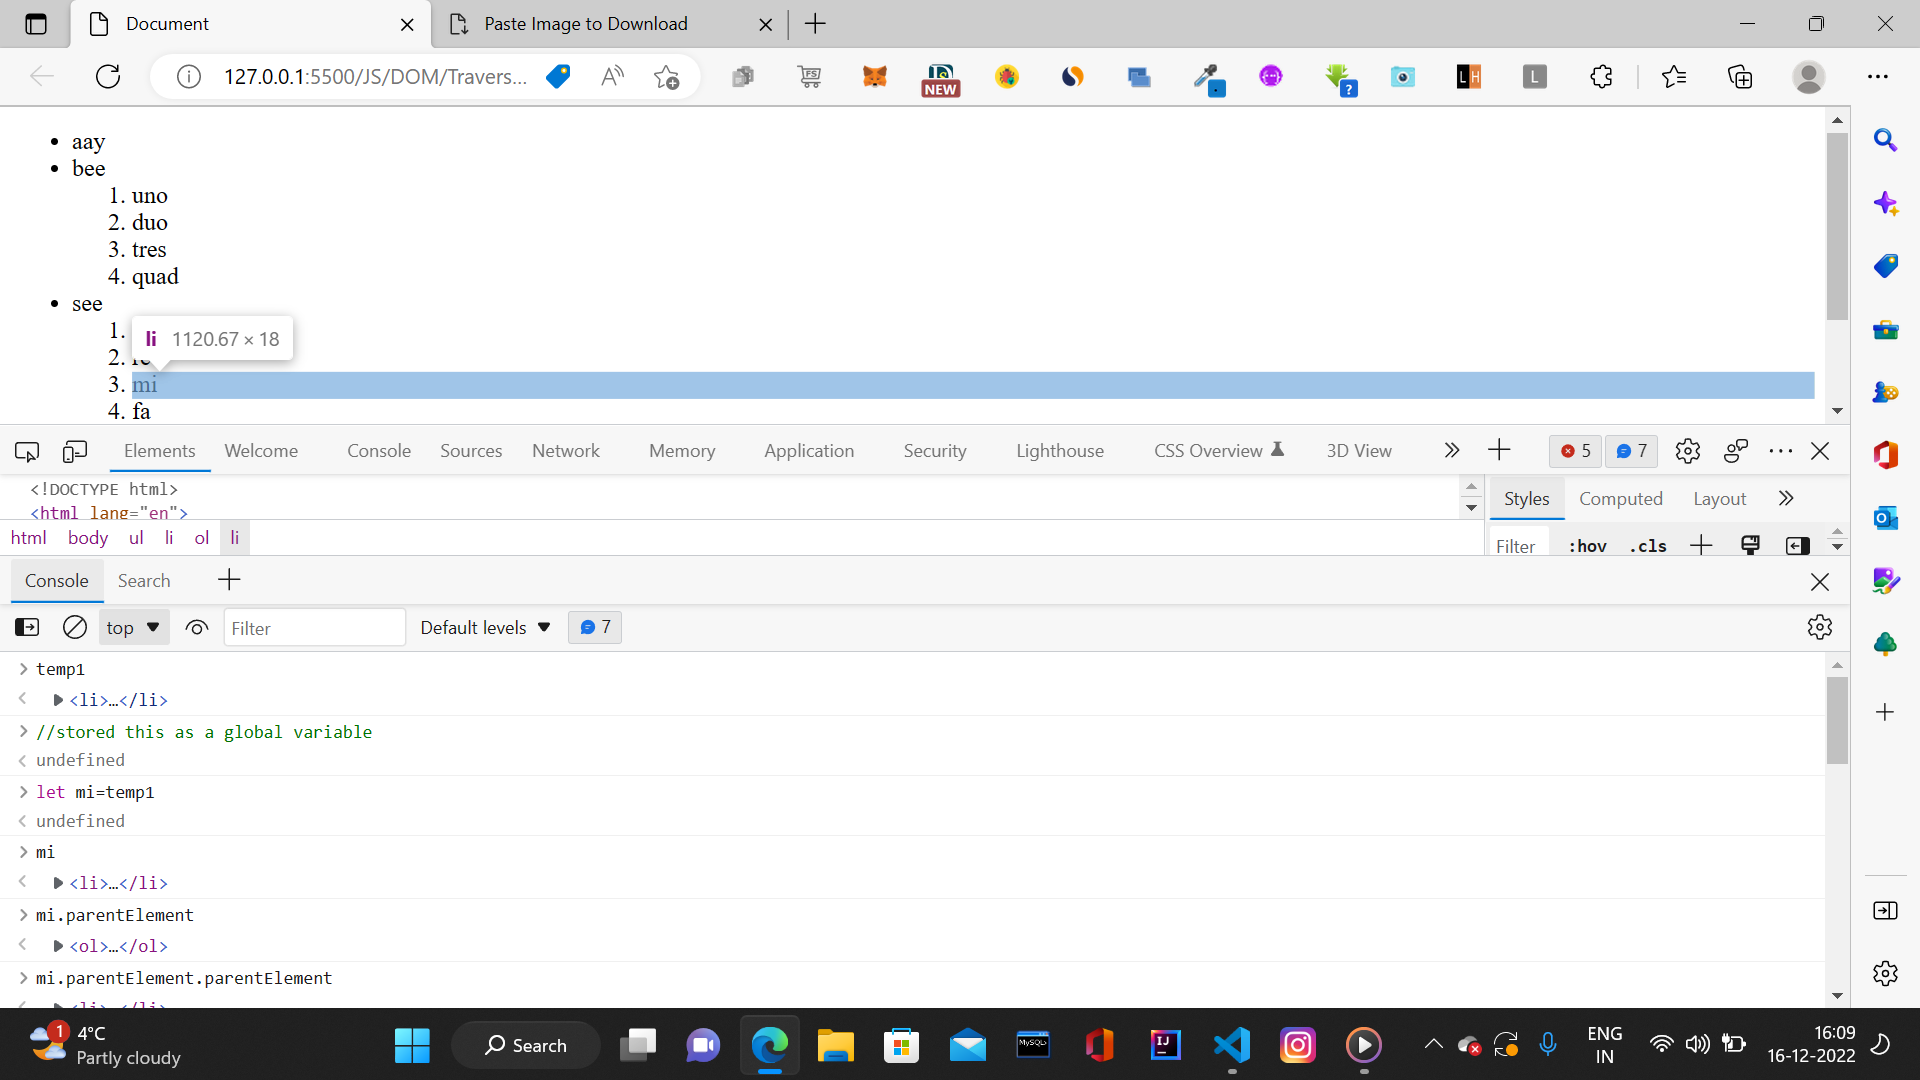 Document
Paste Image to Download
127.0.0.1:5500/JS/DOM/Travers...
NEW
FS
LH
L
?
aay
bee
1. uno
2. duo
3. tres
4. quad
see
1.
li 1120.67 × 18
2.
3. mi
4. fa
Elements Welcome Console Sources Network Memory Application Security Lighthouse CSS Overview 3D View 5 7
<!DOCTYPE html>
<html lang="en">
Styles Computed Layout
html body ul li ol li
Filter :hov .cls
Console Search
top Filter Default levels 7
temp1
<li>…</li>
//stored this as a global variable
undefined
let mi=temp1
undefined
mi
<li>…</li>
mi.parentElement
<ol>…</ol>
mi.parentElement.parentElement
<li>…</li>
1
4°C
Partly cloudy
Search
MySQL
IJ
ENG
IN
16:09
16-12-2022